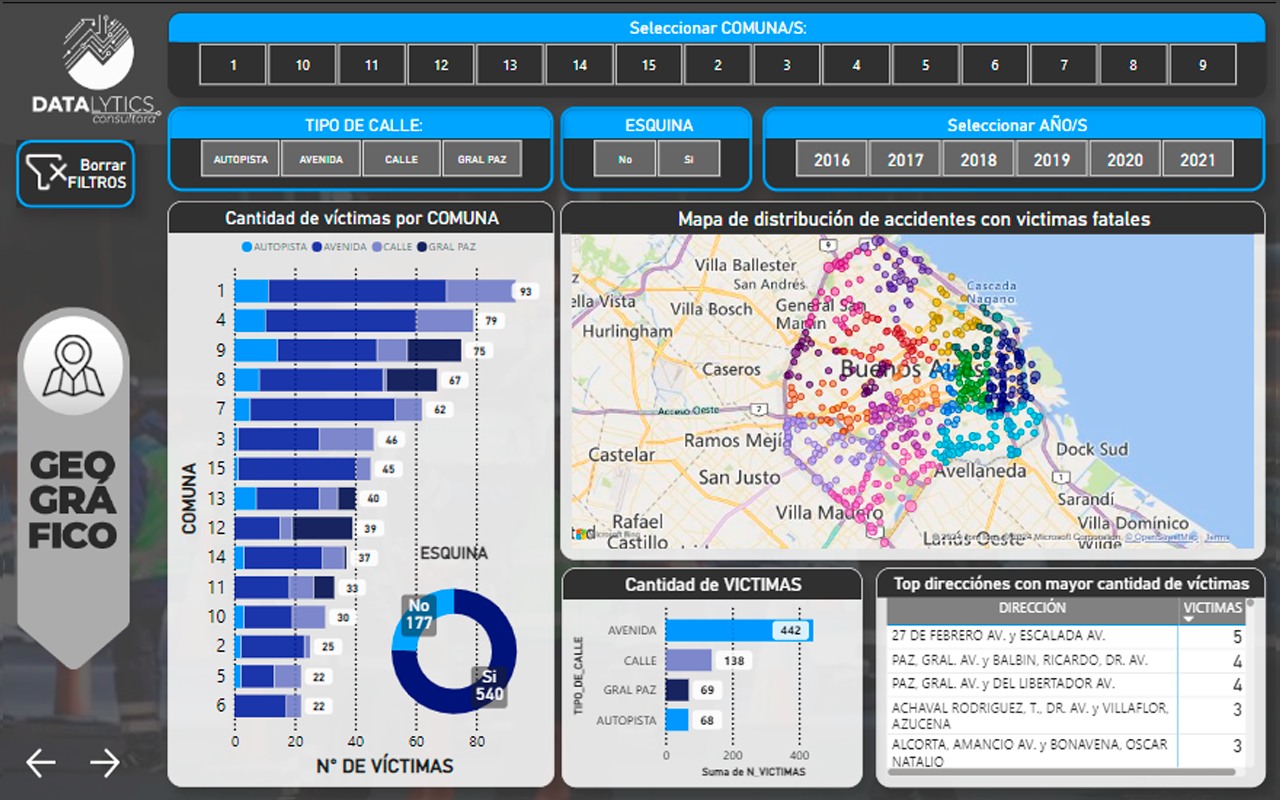 DATALYTICS
consultora
Seleccionar COMUNA/S:
1 10 11 12 13 14 15 2 3 4 5 6 7 8 9
TIPO DE CALLE:
AUTOPISTA AVENIDA CALLE GRAL PAZ
ESQUINA
No Si
Seleccionar AÑO/S
2016 2017 2018 2019 2020 2021
Borrar
FILTROS
GEO
GRÁ
FICO
Cantidad de víctimas por COMUNA
AUTOPISTA AVENIDA CALLE GRAL PAZ
COMUNA
1 93
4 79
9 75
8 67
7 62
3 46
15 45
13 40
12 39
14 37
11 33
10 30
2 25
5 22
6 22
0 20 40 60 80
N° DE VÍCTIMAS
ESQUINA
No
177
Si
540
Mapa de distribución de accidentes con victimas fatales
9
Villa Ballester
San Andrés
Cascada
Nagano
ella Vista
Villa Bosch
General San
Martín
Hurlingham
Caseros
Buenos Aires
Acceso Oeste
7
Ramos Mejí
Castelar
San Justo
Dock Sud
Avellaneda
1
Sarandí
Villa Madero
Villa Domínico
Rafael
Castillo
Lanús Oeste
Wilde
Microsoft Bing
Microsoft Corporation, © OpenStreetMap Terms
Cantidad de VICTIMAS
TIPO_DE_CALLE
AVENIDA 442
CALLE 138
GRAL PAZ 69
AUTOPISTA 68
0 200 400
Suma de N_VICTIMAS
Top direcciónes con mayor cantidad de víctimas
DIRECCIÓN VICTIMAS
27 DE FEBRERO AV. y ESCALADA AV. 5
PAZ, GRAL. AV. y BALBIN, RICARDO, DR. AV. 4
PAZ, GRAL. AV. y DEL LIBERTADOR AV. 4
ACHAVAL RODRIGUEZ, T., DR. AV. y VILLAFLOR, 3
AZUCENA
ALCORTA, AMANCIO AV. y BONAVENA, OSCAR 3
NATALIO